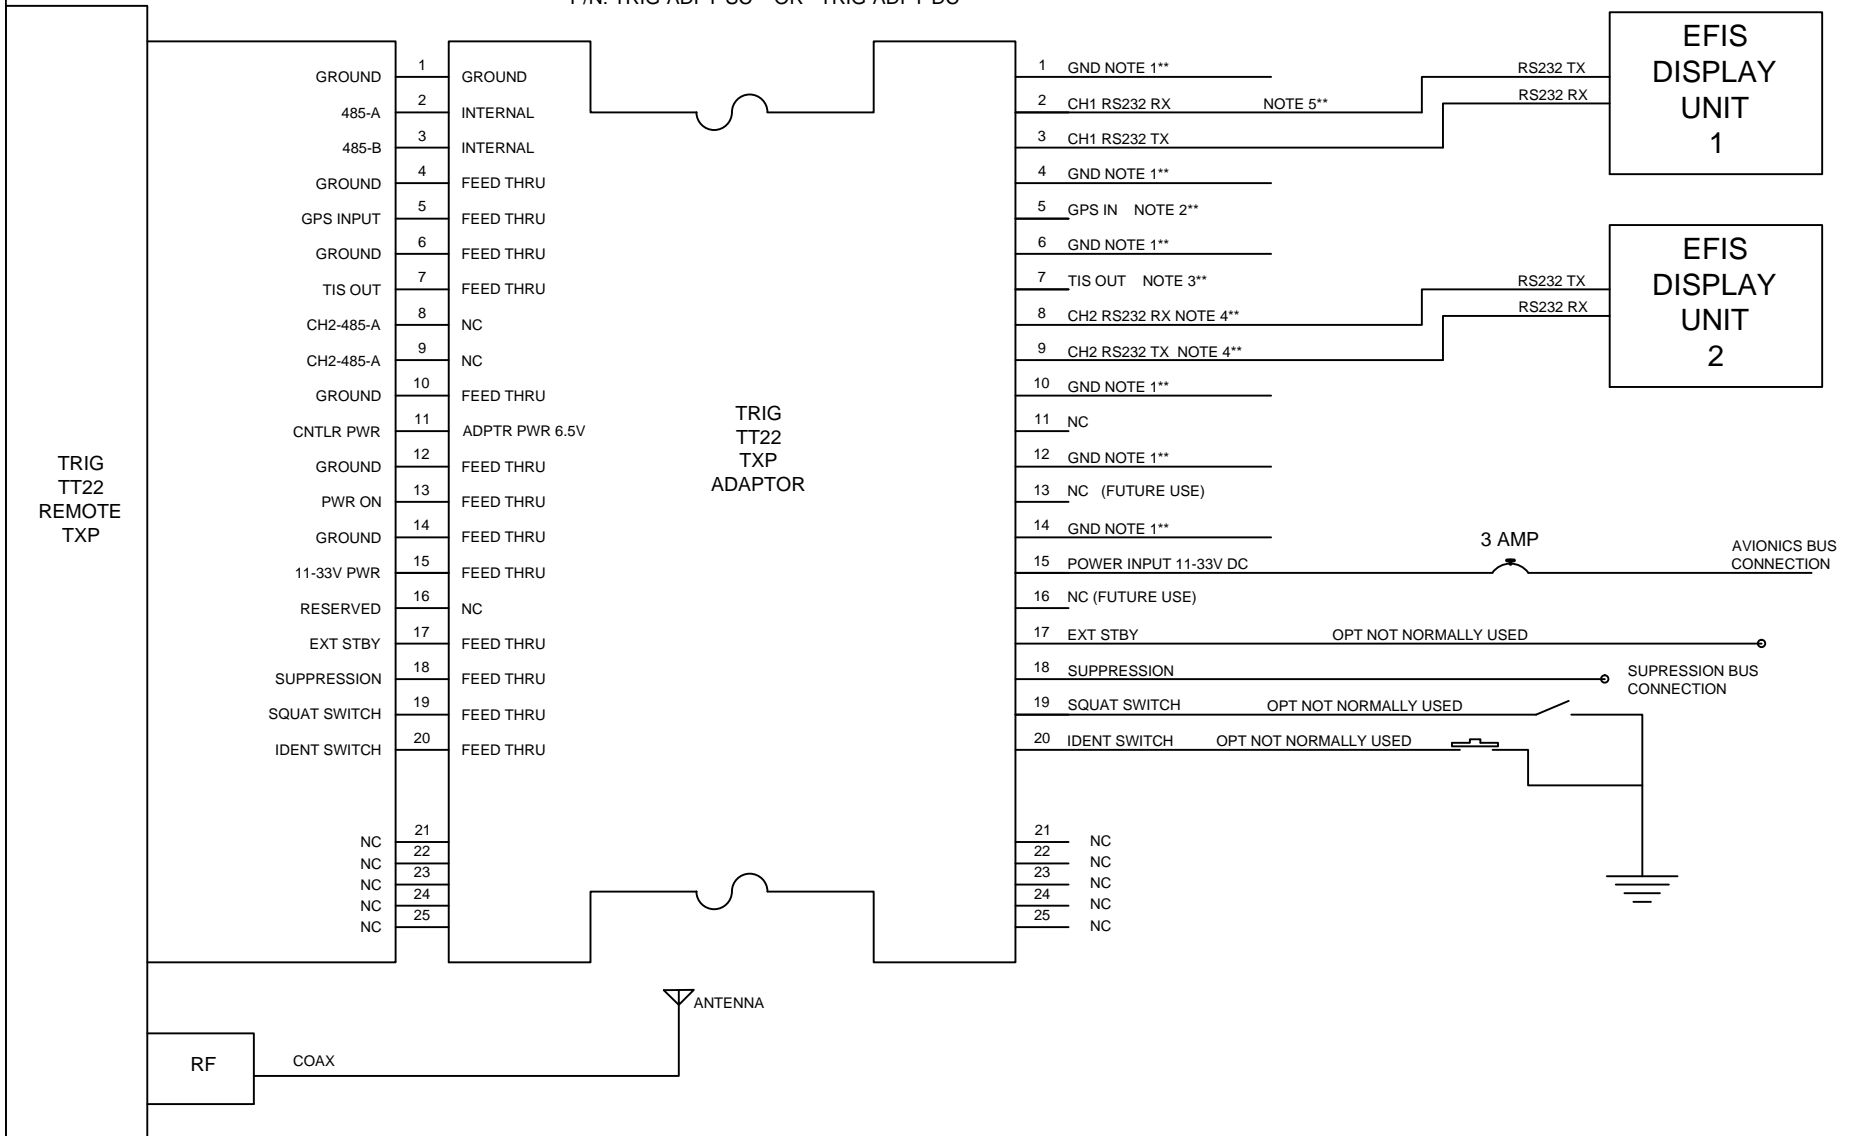 P/N: TRIG ADPT SC OR TRIG ADPT DC
EFIS
DISPLAY
UNIT
1
RS232 TX
RS232 RX
EFIS
DISPLAY
UNIT
2
RS232 TX
RS232 RX
TRIG
TT22
REMOTE
TXP
TRIG
TT22
TXP
ADAPTOR
GROUND 1 GROUND
485-A 2 INTERNAL
485-B 3 INTERNAL
GROUND 4 FEED THRU
GPS INPUT 5 FEED THRU
GROUND 6 FEED THRU
TIS OUT 7 FEED THRU
CH2-485-A 8 NC
CH2-485-A 9 NC
GROUND 10 FEED THRU
CNTLR PWR 11 ADPTR PWR 6.5V
GROUND 12 FEED THRU
PWR ON 13 FEED THRU
GROUND 14 FEED THRU
11-33V PWR 15 FEED THRU
RESERVED 16 NC
EXT STBY 17 FEED THRU
SUPPRESSION 18 FEED THRU
SQUAT SWITCH 19 FEED THRU
IDENT SWITCH 20 FEED THRU
NC 21
NC 22
NC 23
NC 24
NC 25
1 GND NOTE 1**
2 CH1 RS232 RX NOTE 5**
3 CH1 RS232 TX
4 GND NOTE 1**
5 GPS IN NOTE 2**
6 GND NOTE 1**
7 TIS OUT NOTE 3**
8 CH2 RS232 RX NOTE 4**
9 CH2 RS232 TX NOTE 4**
10 GND NOTE 1**
11 NC
12 GND NOTE 1**
13 NC (FUTURE USE)
14 GND NOTE 1**
15 POWER INPUT 11-33V DC
3 AMP
AVIONICS BUS
CONNECTION
16 NC (FUTURE USE)
17 EXT STBY OPT NOT NORMALLY USED
18 SUPPRESSION
SUPRESSION BUS
CONNECTION
19 SQUAT SWITCH OPT NOT NORMALLY USED
20 IDENT SWITCH OPT NOT NORMALLY USED
21 NC
22 NC
23 NC
24 NC
25 NC
ANTENNA
RF
COAX